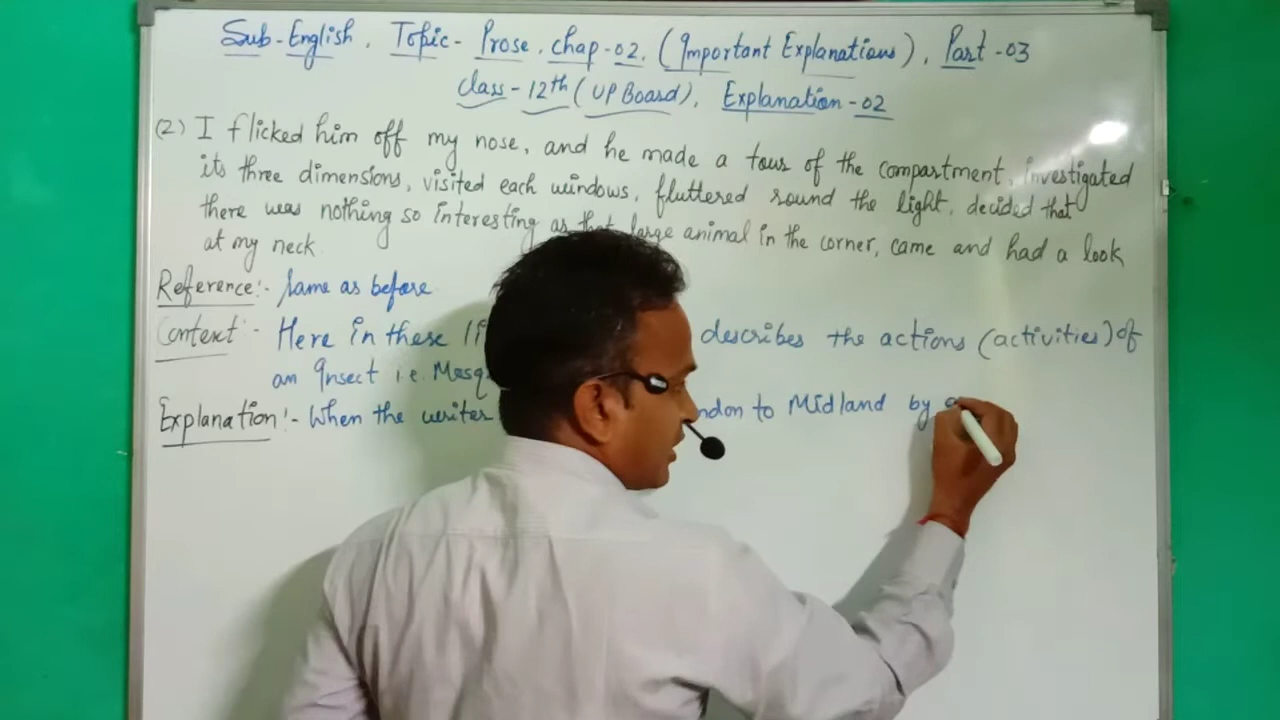 Sub-English, Topic- Prose, chap-02, (Important Explanations), Part-03
Class-12th (UP Board), Explanation-02
(2) I flicked him off my nose, and he made a tour of the compartment, investigated
its three dimensions, visited each windows, fluttered round the light, decided that
there was nothing so interesting as that large animal in the corner, came and had a look
at my neck.
Reference:- Same as before
Context:- Here in these describes the actions (activities) of
an Insect i.e.
Explanation:- When the writer to Midland by